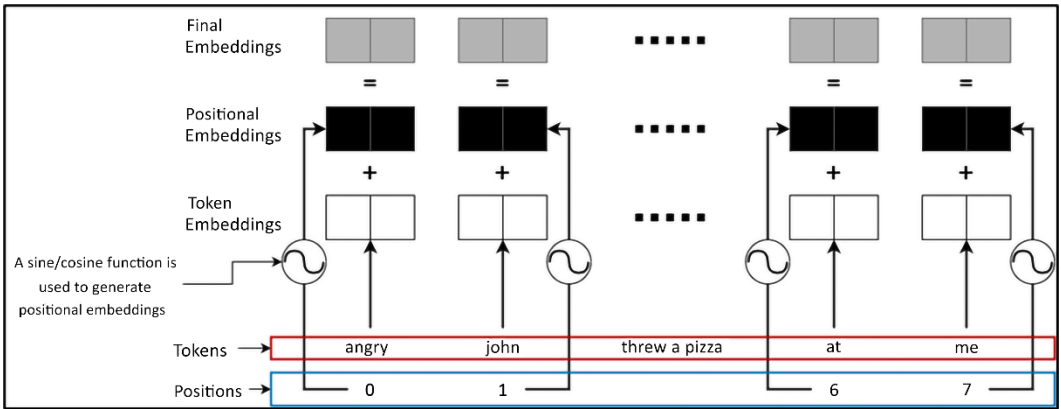 Final
Embeddings
=
=
=
=
Positional
Embeddings
+
+
+
+
Token
Embeddings
A sine/cosine function is
used to generate
positional embeddings
Tokens
angry john threw a pizza at me
Positions
0 1 6 7